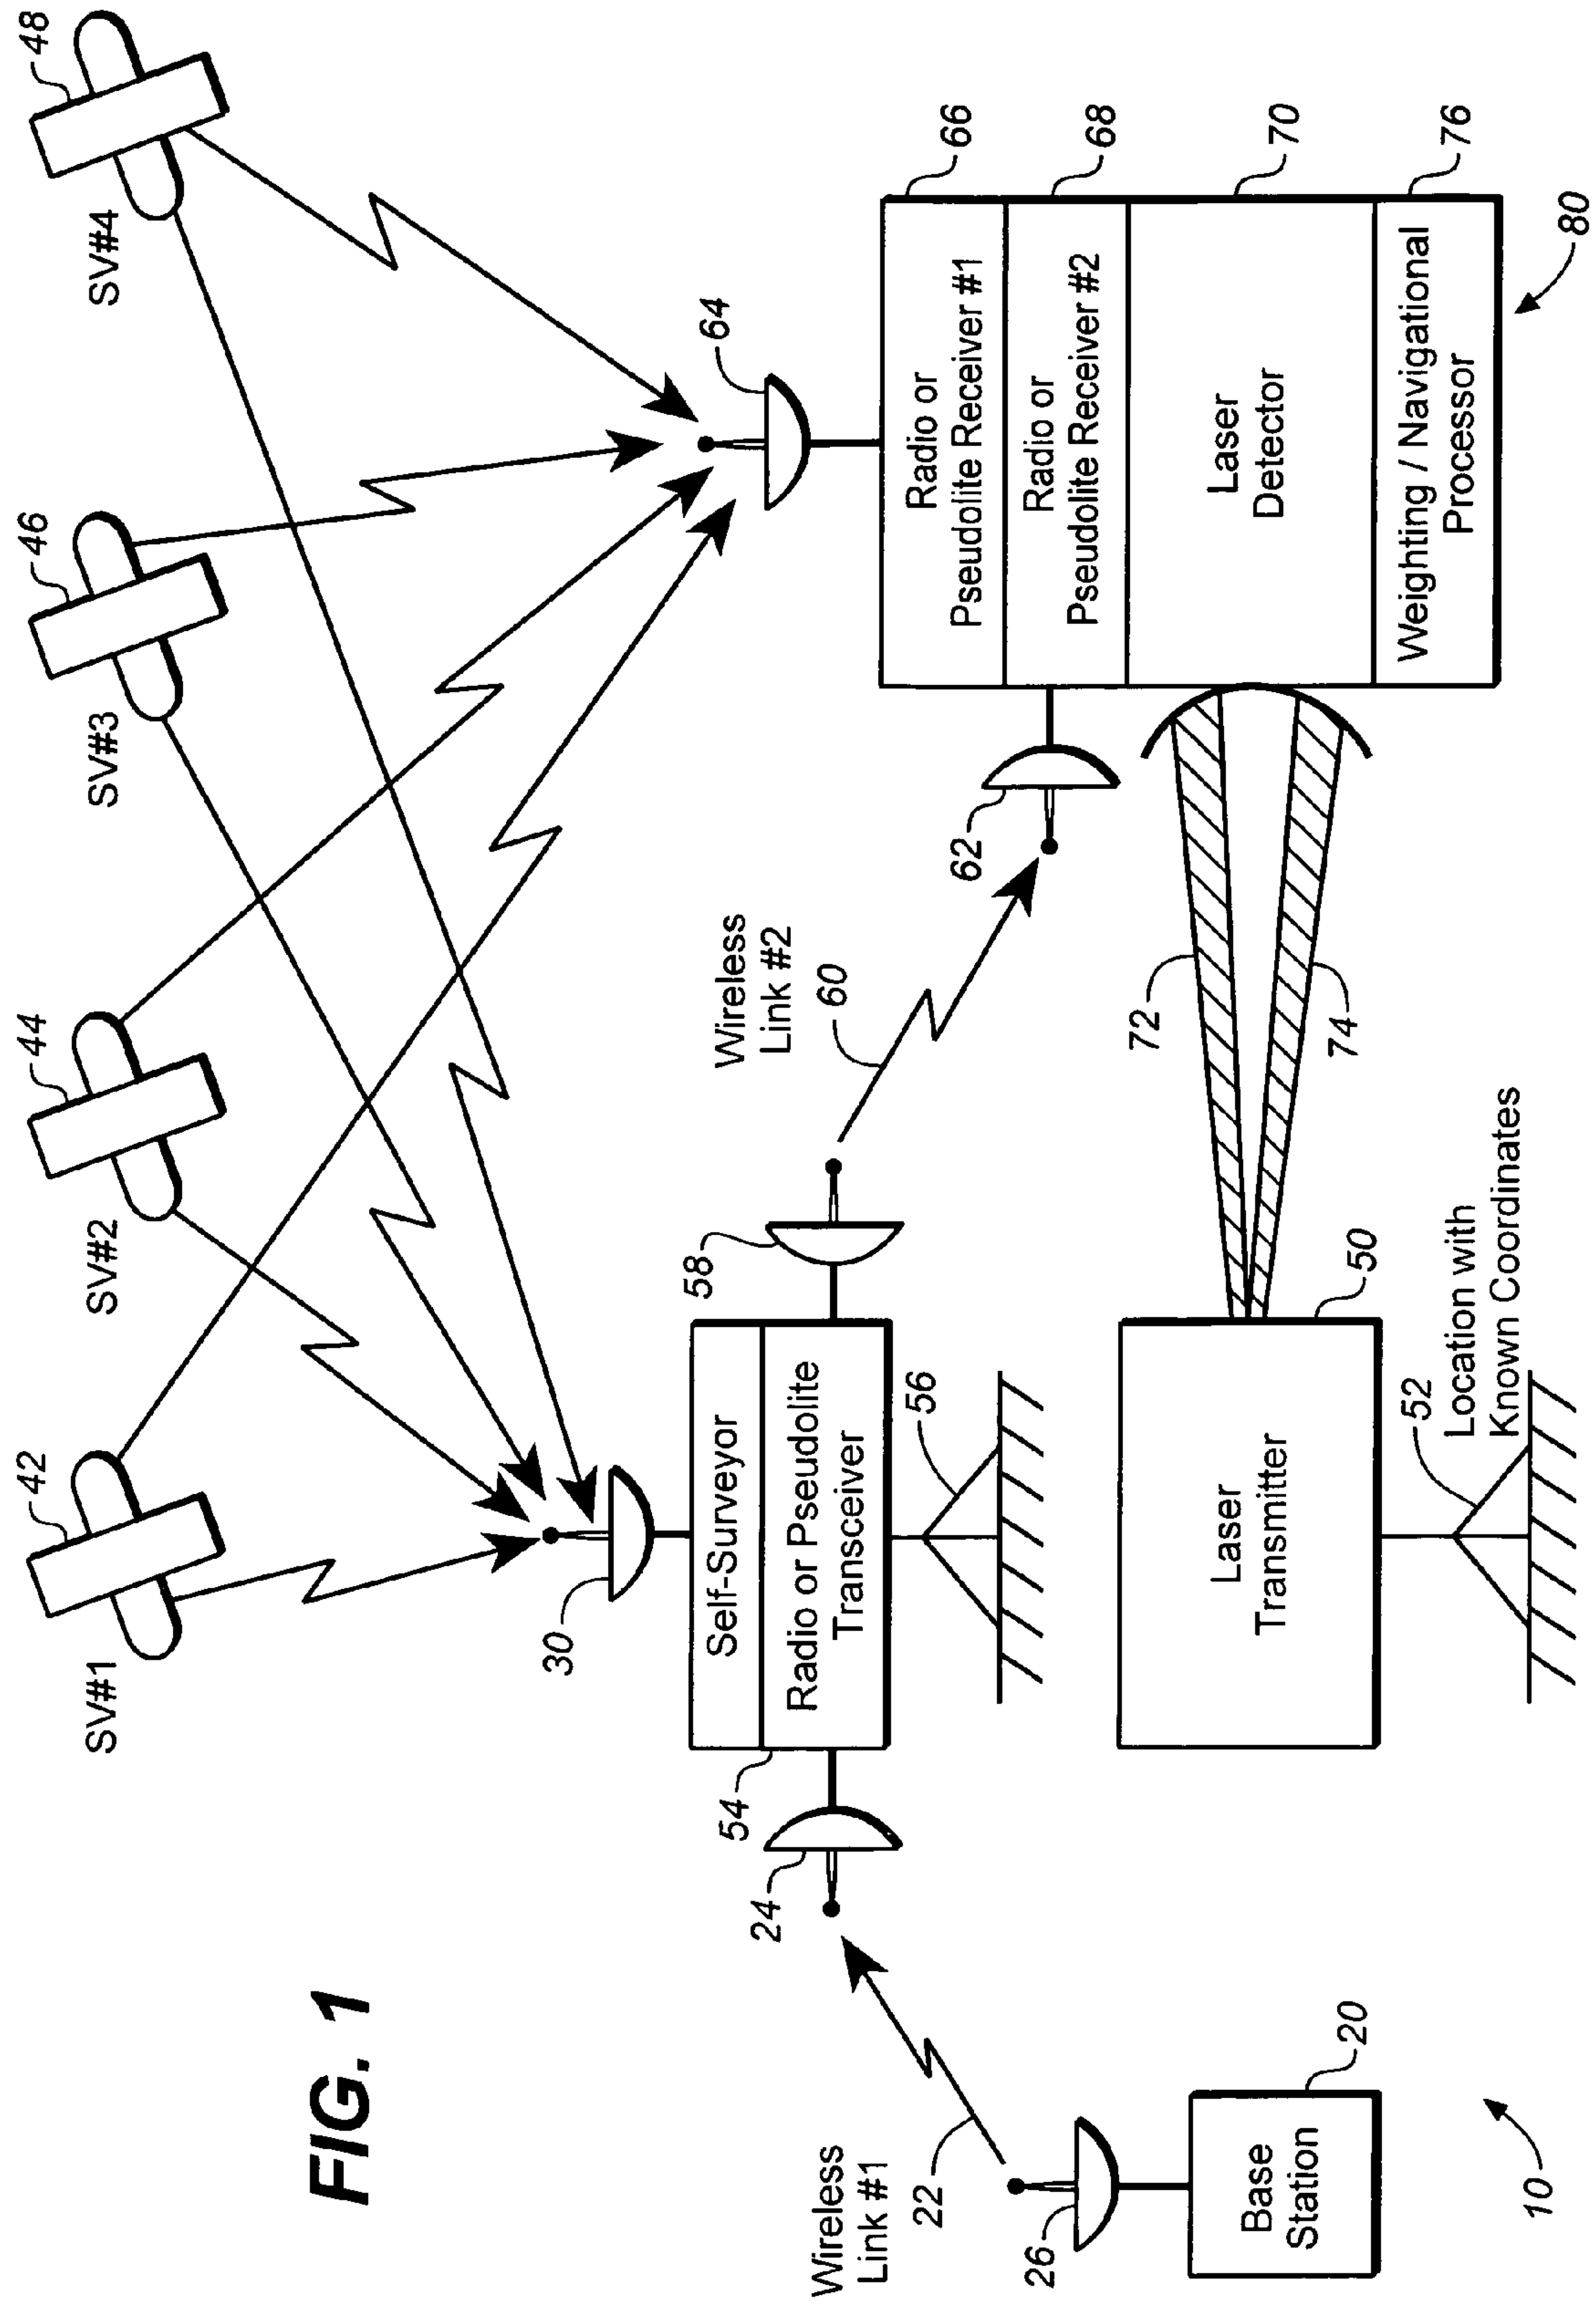 FIG. 1
SV#1
42
SV#2
44
SV#3
46
SV#4
48
30
Self-Surveyor
Radio or Pseudolite
Transceiver
54
24
58
56
Wireless
Link #1
22
26
Base
Station
20
10
Wireless
Link #2
60
62
64
Radio or
Pseudolite Receiver #1
66
Radio or
Pseudolite Receiver #2
68
Laser
Detector
70
Weighting / Navigational
Processor
76
80
72
74
Laser
Transmitter
50
52
Location with
Known Coordinates